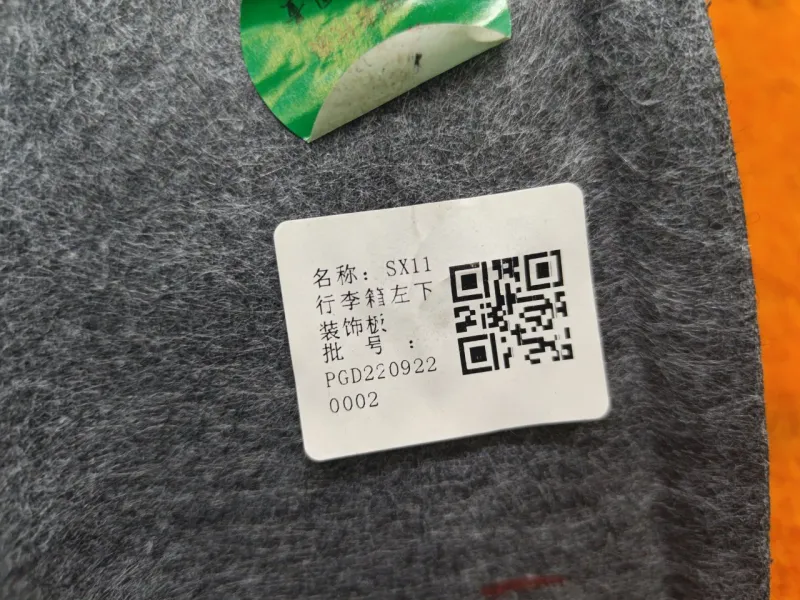 名称：SX11
行李箱左下
装饰板
批 号 ：
PGD220922
0002